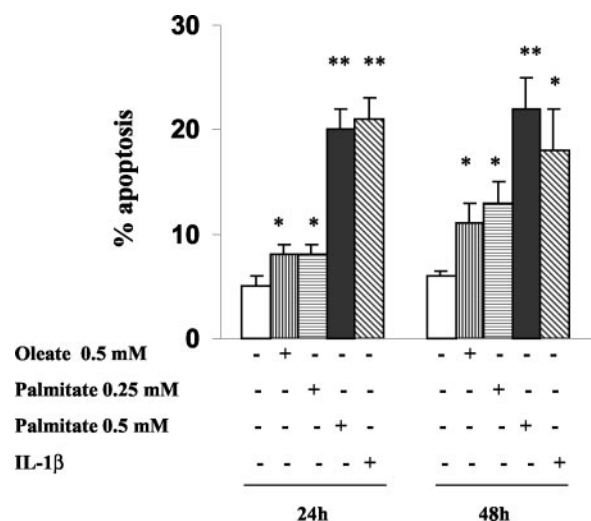 30
20
10
0
% apoptosis
* * ** **
* * ** *
Oleate 0.5 mM - + - - - - + - - -
Palmitate 0.25 mM - - + - - - - + - -
Palmitate 0.5 mM - - - + - - - - + -
IL-1β - - - - + - - - - +
24h 48h